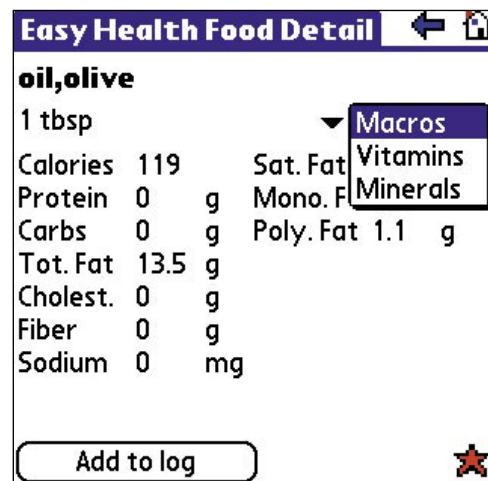 Easy Health Food Detail
oil,olive
1 tbsp
Macros
Vitamins
Minerals
Calories 119 Sat. Fat
Protein 0 g Mono. F
Carbs 0 g Poly. Fat 1.1 g
Tot. Fat 13.5 g
Cholest. 0 g
Fiber 0 g
Sodium 0 mg
Add to log